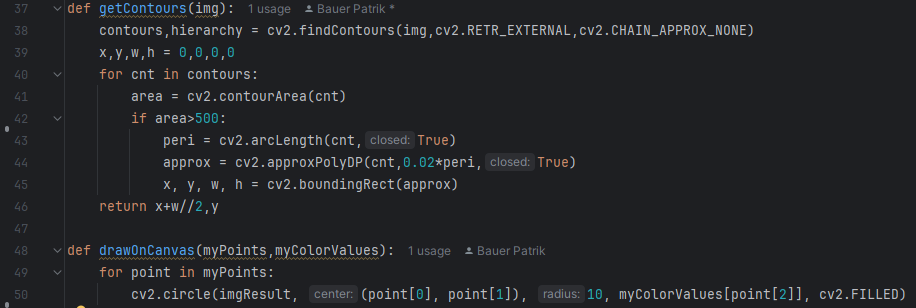 37 def getContours(img): 1 usage Bauer Patrik *
38 contours,hierarchy = cv2.findContours(img,cv2.RETR_EXTERNAL,cv2.CHAIN_APPROX_NONE)
39 x,y,w,h = 0,0,0,0
40 for cnt in contours:
41 area = cv2.contourArea(cnt)
42 if area>500:
43 peri = cv2.arcLength(cnt, closed: True)
44 approx = cv2.approxPolyDP(cnt,0.02*peri, closed: True)
45 x, y, w, h = cv2.boundingRect(approx)
46 return x+w//2,y
47
48 def drawOnCanvas(myPoints,myColorValues): 1 usage Bauer Patrik
49 for point in myPoints:
50 cv2.circle(imgResult, center: (point[0], point[1]), radius: 10, myColorValues[point[2]], cv2.FILLED)